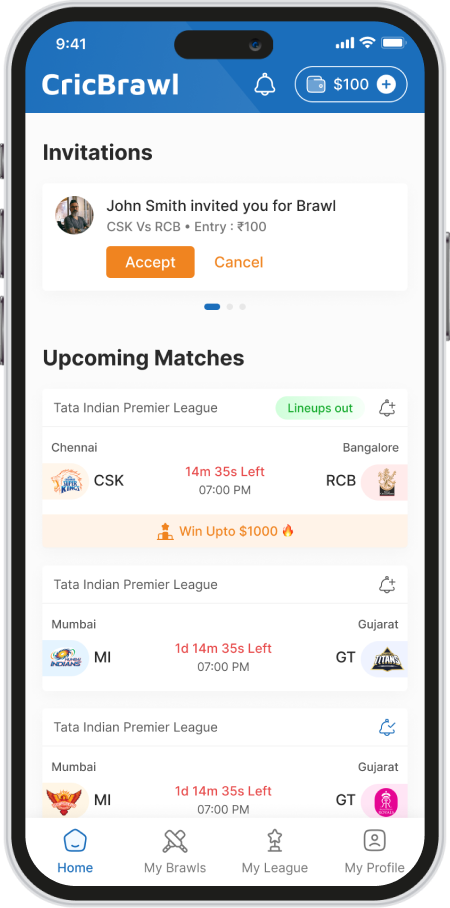 9:41
CricBrawl
$100
Invitations
John Smith invited you for Brawl
CSK Vs RCB • Entry : ₹100
Accept Cancel
Upcoming Matches
Tata Indian Premier League Lineups out
Chennai Bangalore
CSK 14m 35s Left RCB
07:00 PM
Win Upto $1000 🔥
Tata Indian Premier League
Mumbai Gujarat
MUMBAI INDIANS MI 1d 14m 35s Left GT TITANS
07:00 PM
Tata Indian Premier League
Mumbai Gujarat
MI 1d 14m 35s Left GT
07:00 PM
Home My Brawls My League My Profile